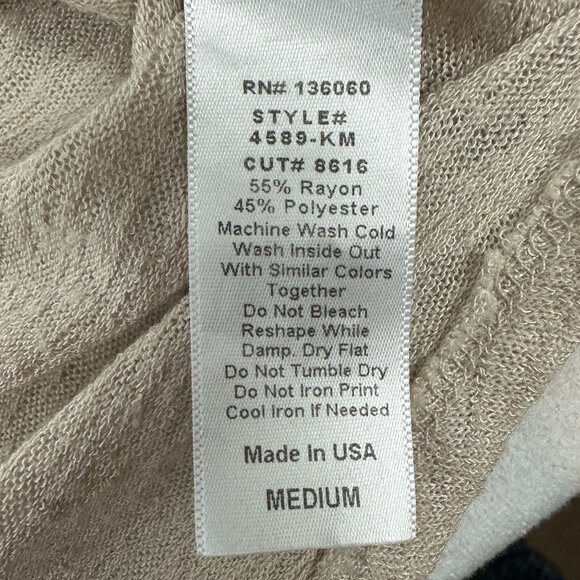 RN# 136060
STYLE#
4589-KM
CUT# 8616
55% Rayon
45% Polyester
Machine Wash Cold
Wash Inside Out
With Similar Colors
Together
Do Not Bleach
Reshape While
Damp. Dry Flat
Do Not Tumble Dry
Do Not Iron Print
Cool Iron If Needed
Made In USA
MEDIUM